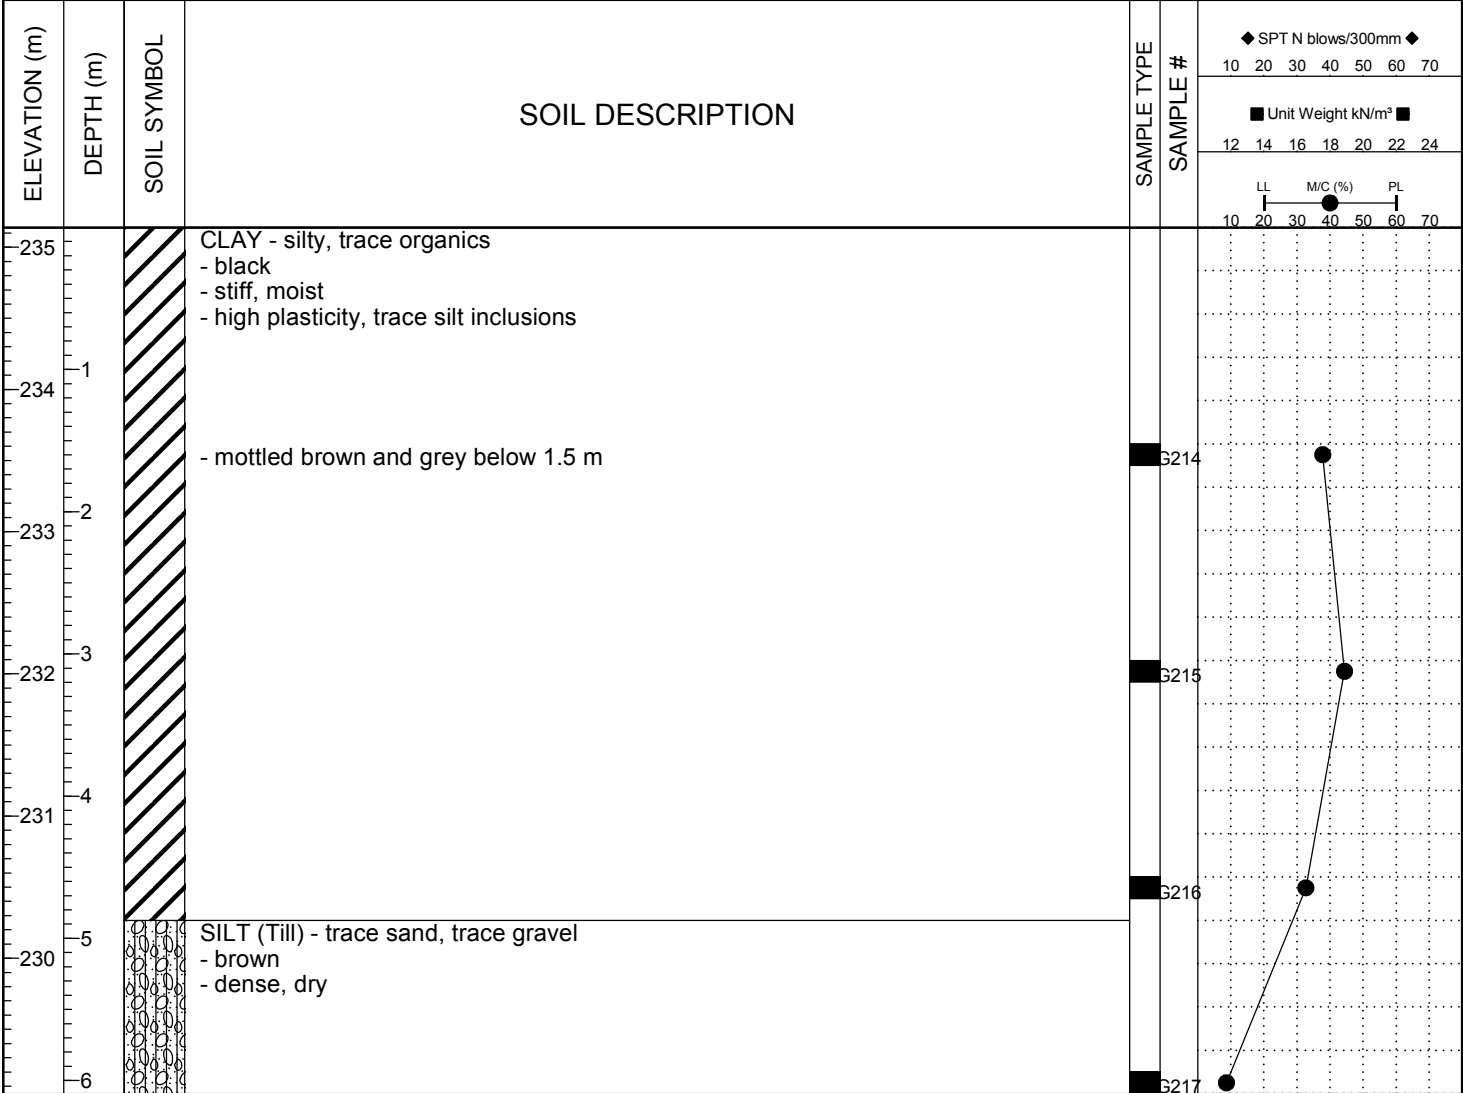 ELEVATION (m)
DEPTH (m)
SOIL SYMBOL
SOIL DESCRIPTION
SAMPLE TYPE
SAMPLE #
SPT N blows/300mm
10 20 30 40 50 60 70
Unit Weight kN/m³
12 14 16 18 20 22 24
LL M/C (%) PL
10 20 30 40 50 60 70
235
CLAY - silty, trace organics
- black
- stiff, moist
- high plasticity, trace silt inclusions
1
234
- mottled brown and grey below 1.5 m
G214
2
233
3
232
G215
4
231
G216
SILT (Till) - trace sand, trace gravel
5
230
- brown
- dense, dry
6
G217